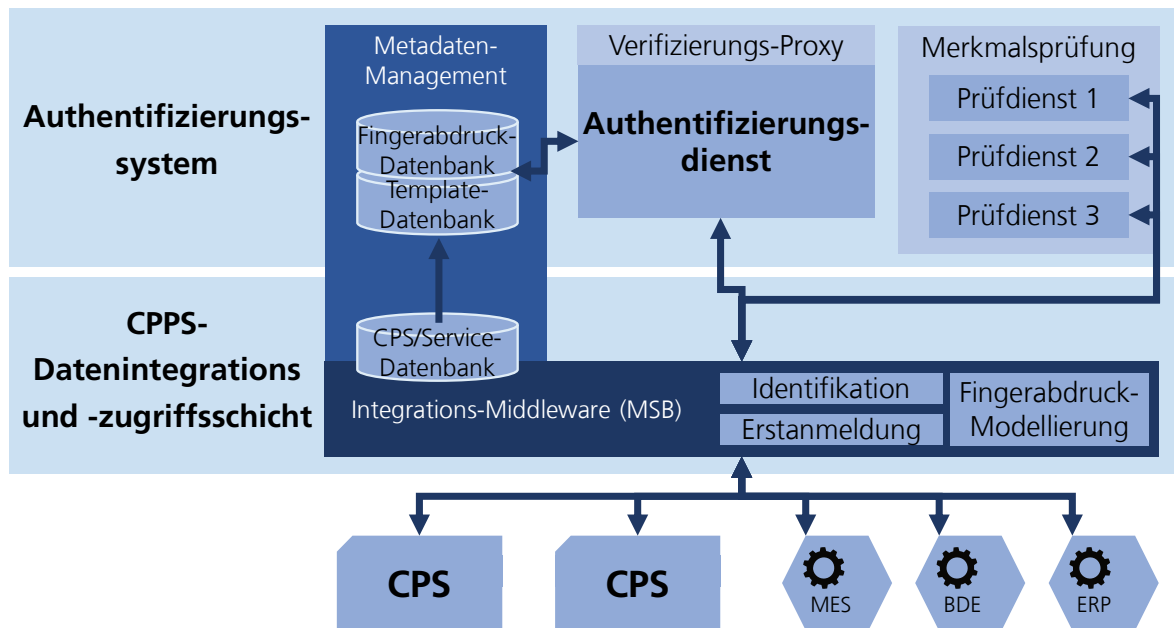 Authentifizierungs-
system
Metadaten-
Management
Fingerabdruck-
Datenbank
Template-
Datenbank
Verifizierungs-Proxy
Authentifizierungs-
dienst
Merkmalsprüfung
Prüfdienst 1
Prüfdienst 2
Prüfdienst 3
CPPS-
Datenintegrations
und -zugriffsschicht
CPS/Service-
Datenbank
Integrations-Middleware (MSB)
Identifikation
Erstanmeldung
Fingerabdruck-
Modellierung
CPS
CPS
MES
BDE
ERP